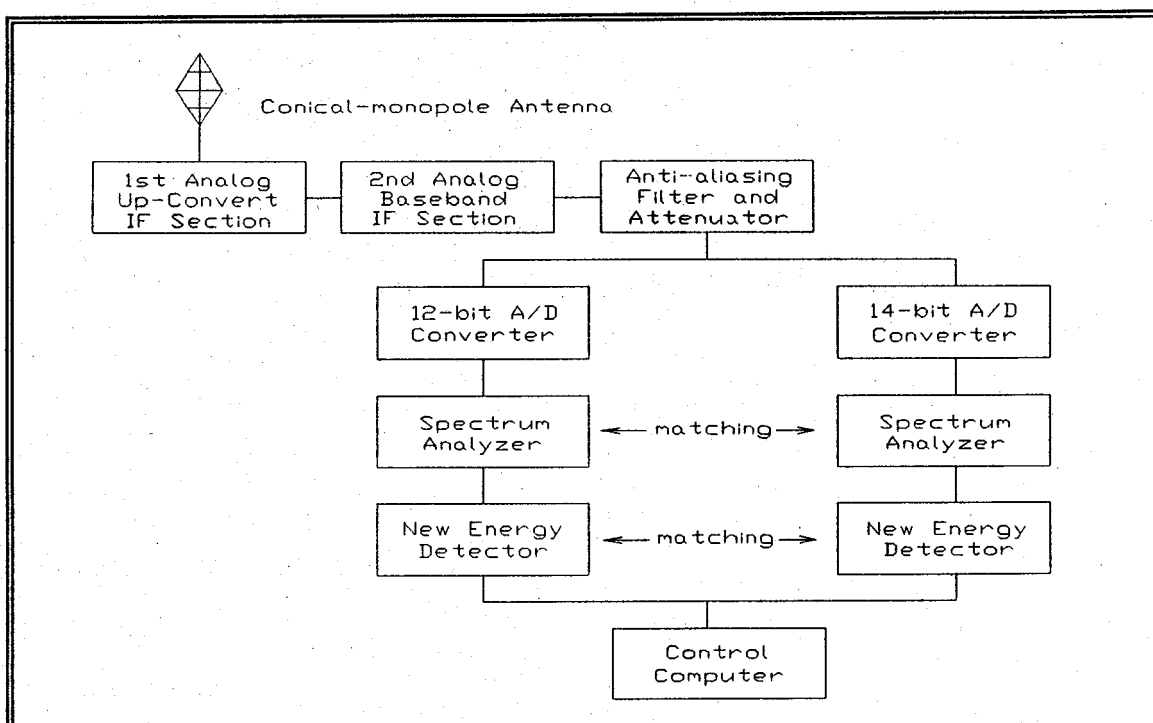 Conical-monopole Antenna
1st Analog
Up-Convert
IF Section
2nd Analog
Baseband
IF Section
Anti-aliasing
Filter and
Attenuator
12-bit A/D
Converter
14-bit A/D
Converter
Spectrum
Analyzer
matching
Spectrum
Analyzer
New Energy
Detector
matching
New Energy
Detector
Control
Computer